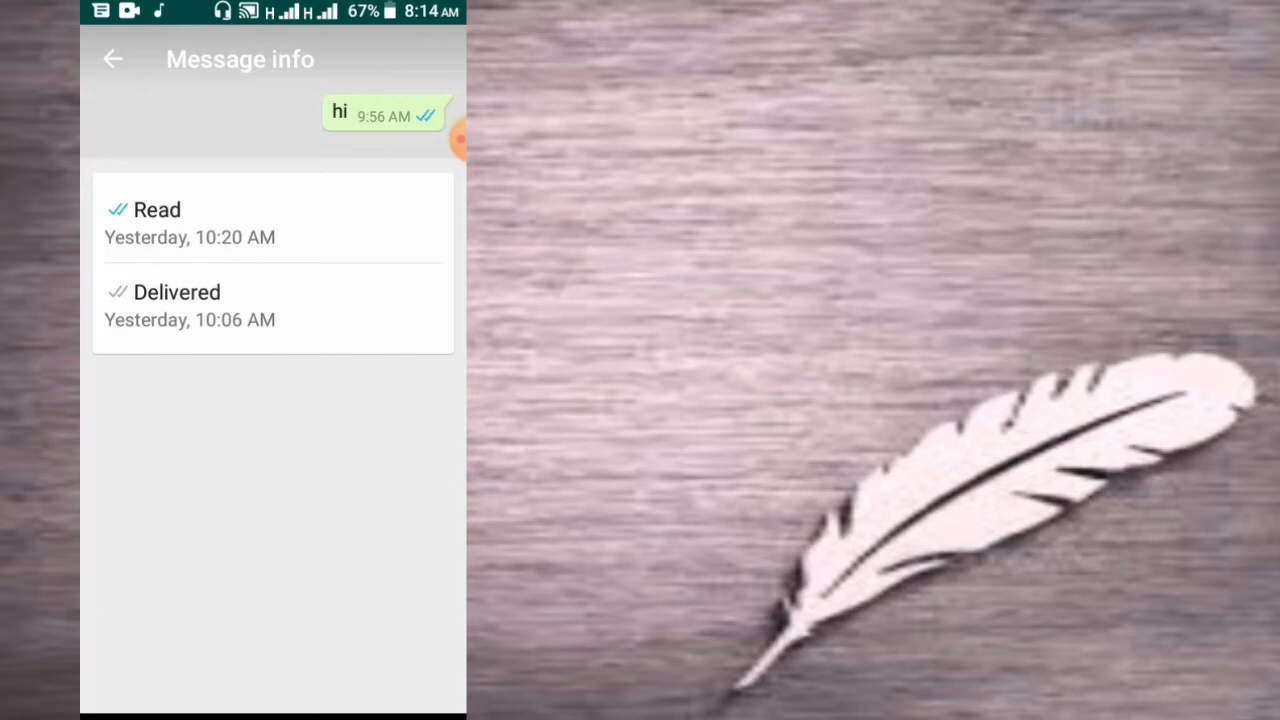 H H 67% 8:14 AM
Message info
hi 9:56 AM
Read
Yesterday, 10:20 AM
Delivered
Yesterday, 10:06 AM